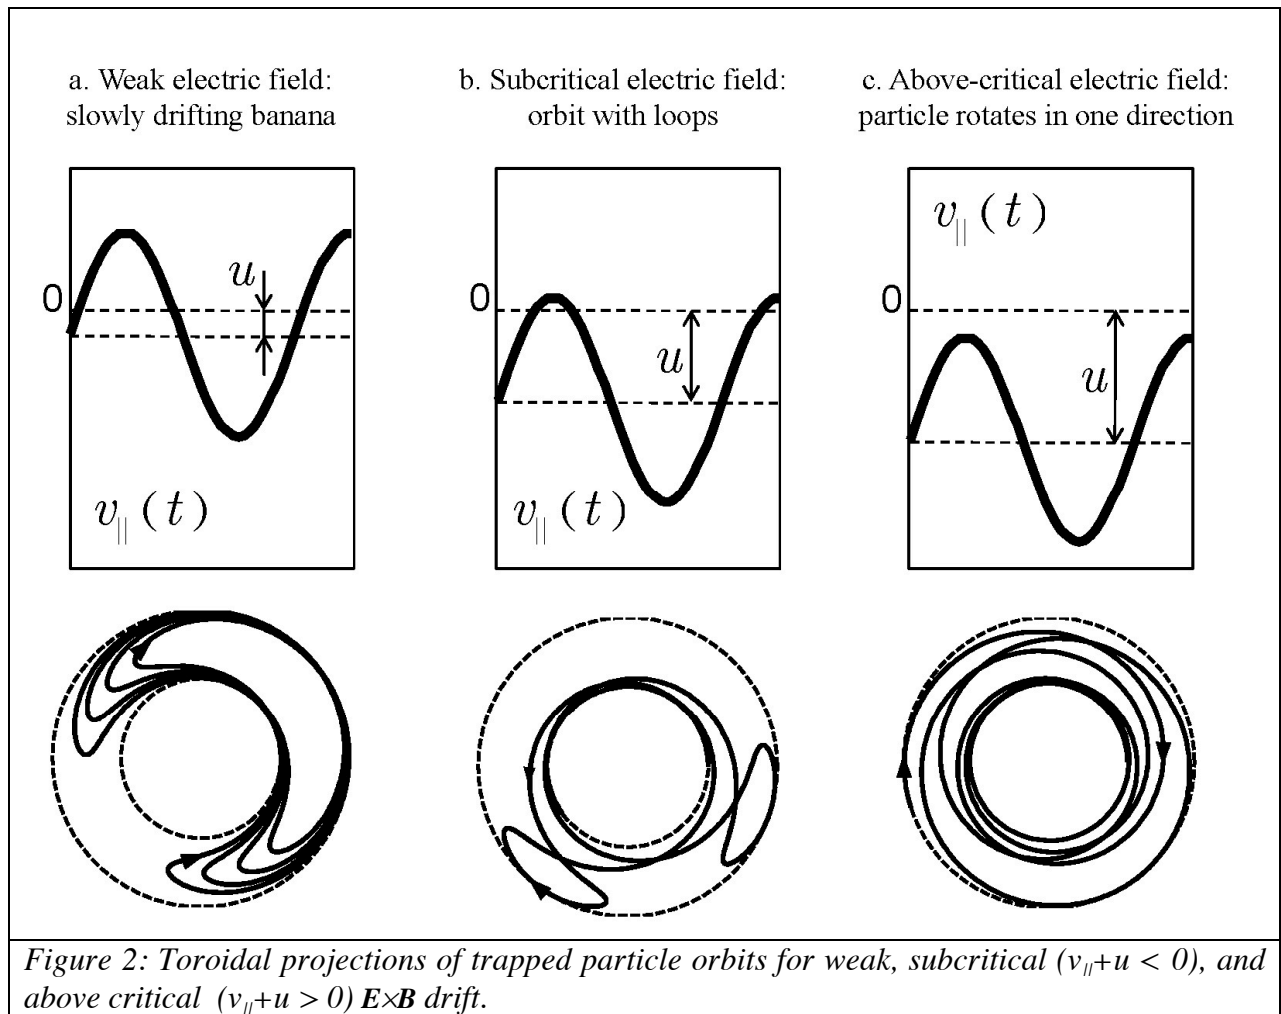 a. Weak electric field:
slowly drifting banana
b. Subcritical electric field:
orbit with loops
c. Above-critical electric field:
particle rotates in one direction
0
u
v||(t)
0
u
v||(t)
v||(t)
0
u
Figure 2: Toroidal projections of trapped particle orbits for weak, subcritical (v||+u < 0), and
above critical (v||+u > 0) E×B drift.